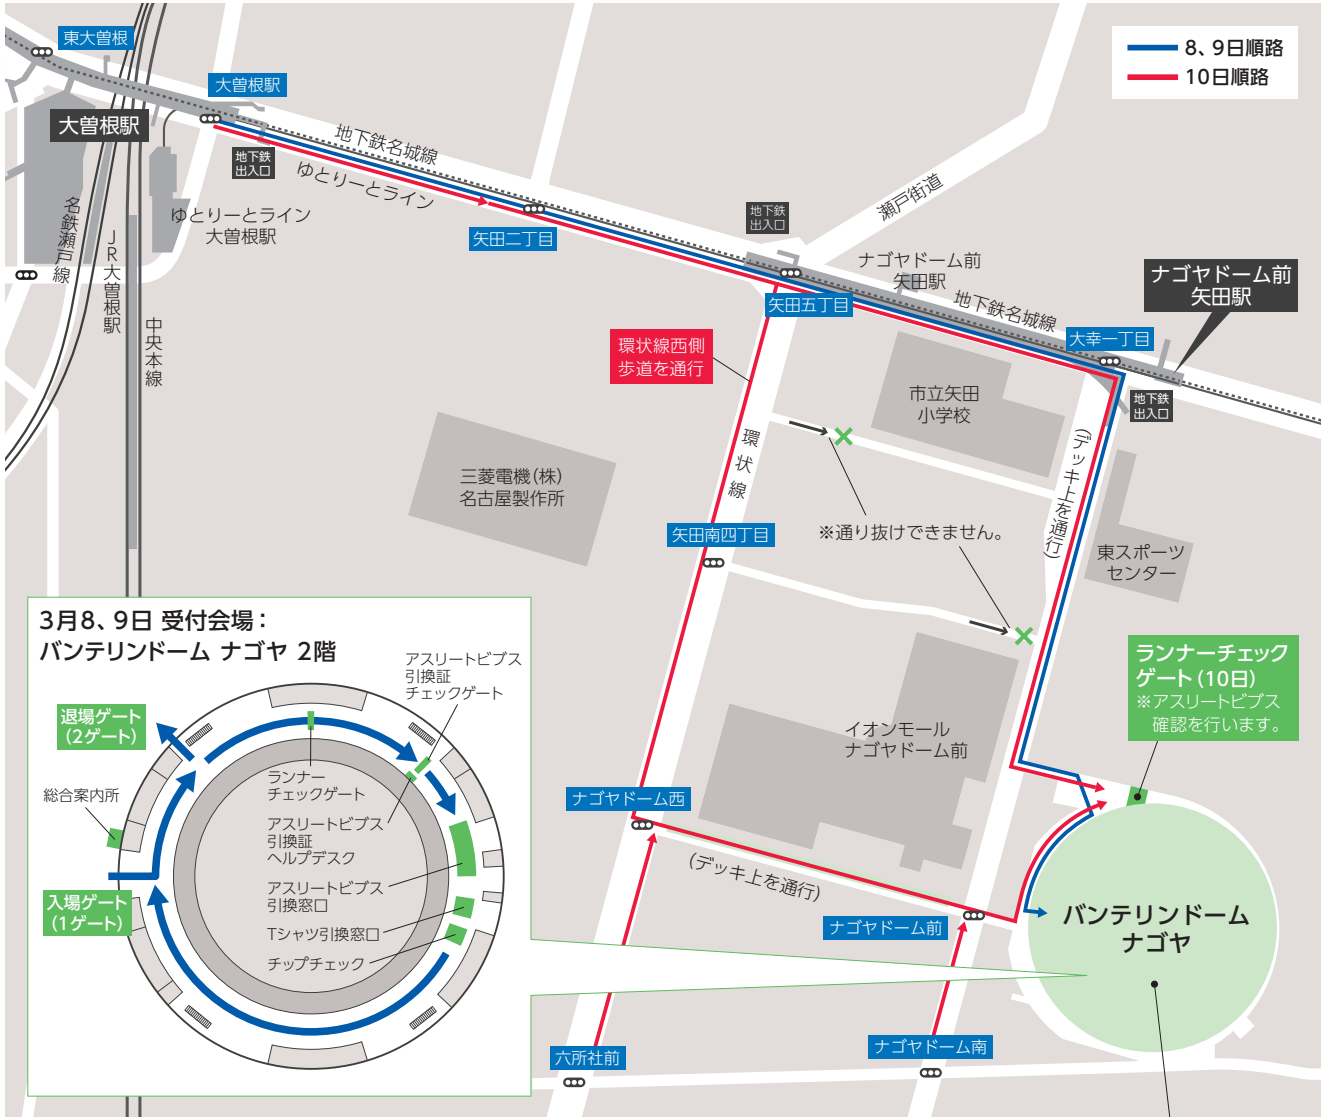 東大曽根
大曽根駅
大曽根駅
地下鉄
出入口
地下鉄名城線
ゆとりーとライン
ゆとりーとライン
大曽根駅
名鉄瀬戸線
JR大曽根駅
中央本線
矢田二丁目
8、9日順路
10日順路
瀬戸街道
地下鉄
出入口
ナゴヤドーム前
矢田駅
地下鉄名城線
ナゴヤドーム前
矢田駅
矢田五丁目
大幸一丁目
地下鉄
出入口
環状線西側
歩道を通行
市立矢田
小学校
環状線
(デッキ上を通行)
三菱電機(株)
名古屋製作所
矢田南四丁目
※通り抜けできません。
東スポーツ
センター
ランナーチェック
ゲート(10日)
※アスリートビブス
確認を行います。
イオンモール
ナゴヤドーム前
ナゴヤドーム西
(デッキ上を通行)
ナゴヤドーム前
バンテリンドーム
ナゴヤ
六所社前
ナゴヤドーム南
3月8、9日 受付会場：
バンテリンドーム ナゴヤ 2階
アスリートビブス
引換証
チェックゲート
退場ゲート
(2ゲート)
総合案内所
入場ゲート
(1ゲート)
ランナー
チェックゲート
アスリートビブス
引換証
ヘルプデスク
アスリートビブス
引換窓口
Tシャツ引換窓口
チップチェック